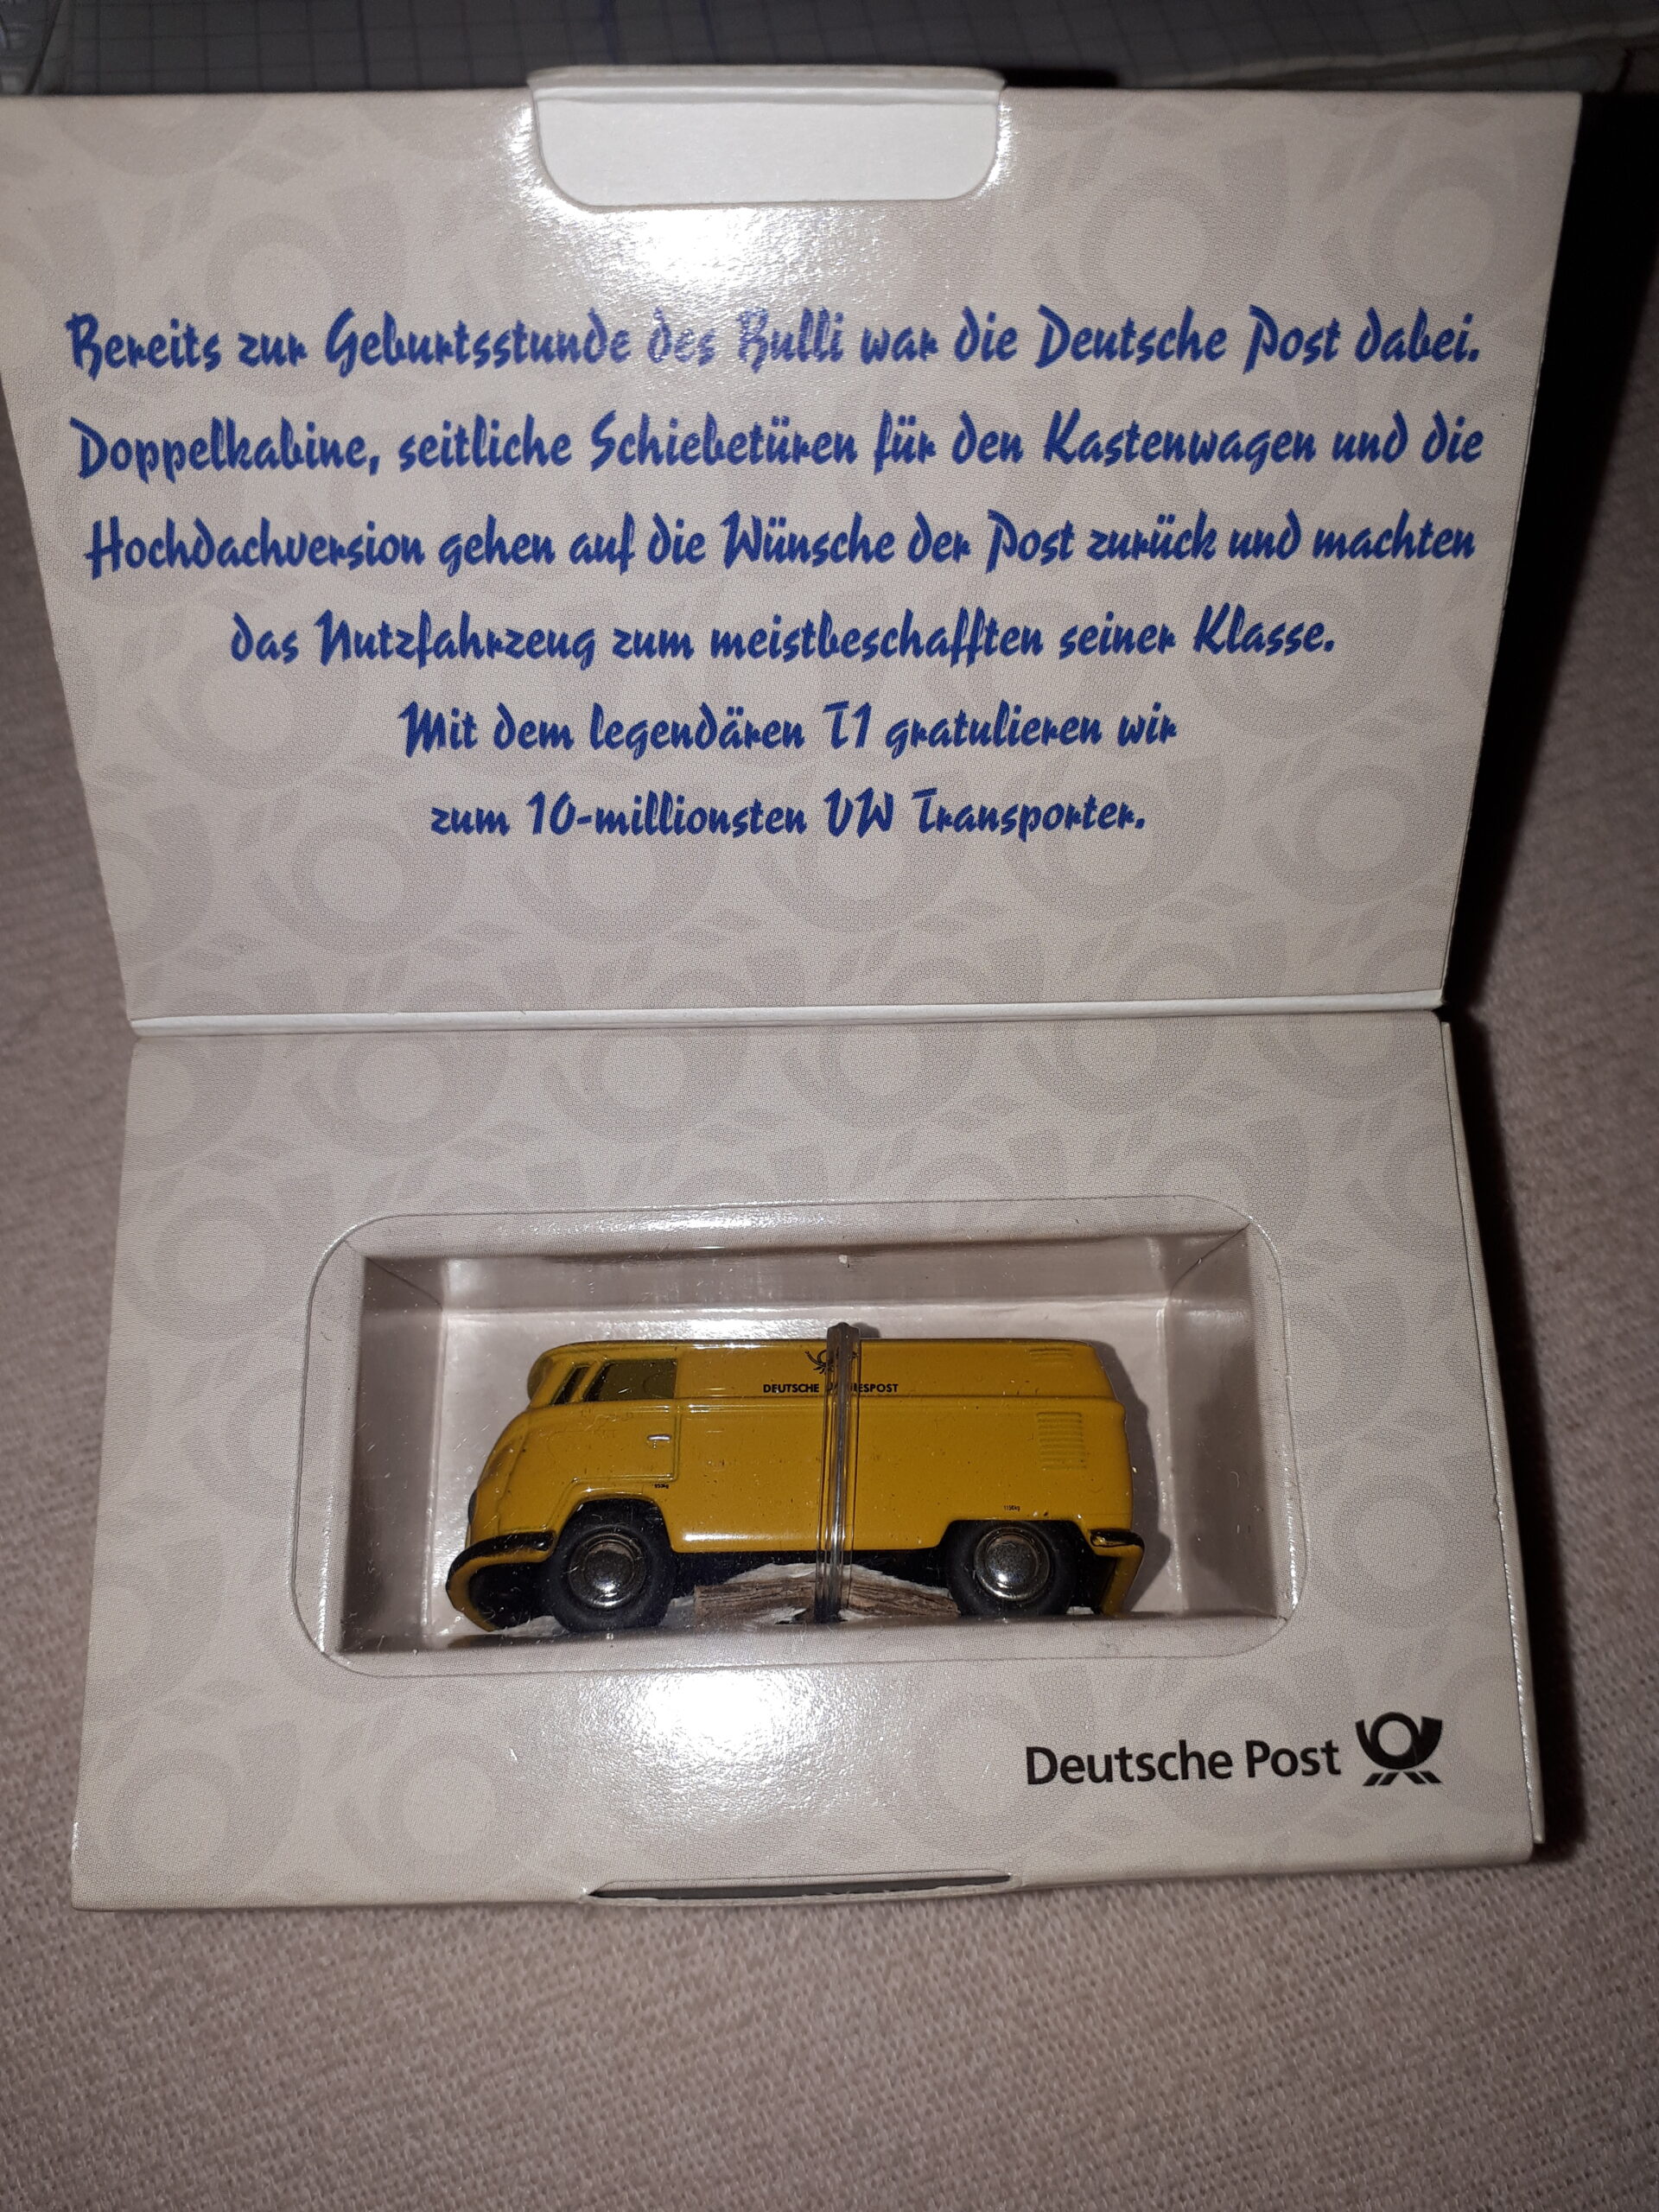 Bereits zur Geburtsstunde des Bulli war die Deutsche Post dabei.
Doppelkabine, seitliche Schiebetüren für den Kastenwagen und die
Hochdachversion gehen auf die Wünsche der Post zurück und machten
das Nutzfahrzeug zum meistbeschafften seiner Klasse.
Mit dem legendären T1 gratulieren wir
zum 10-millionsten VW Transporter.
DEUTSCHE
Deutsche Post